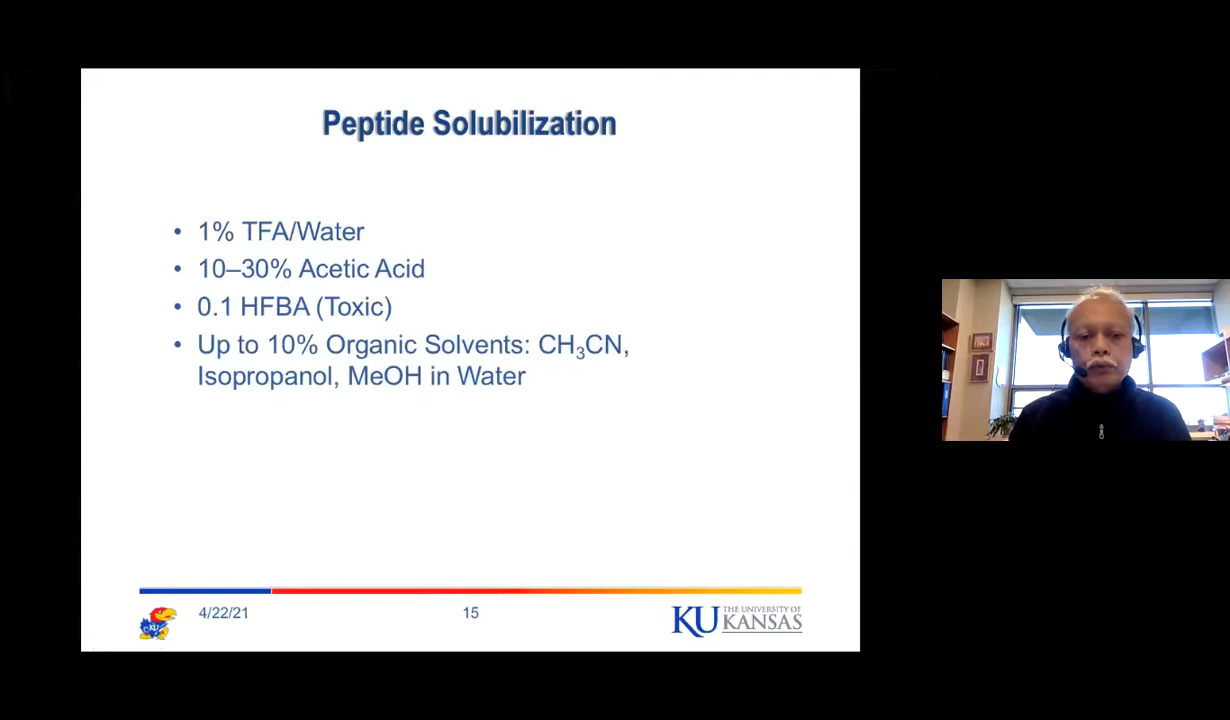 Peptide Solubilization
• 1% TFA/Water
• 10–30% Acetic Acid
• 0.1 HFBA (Toxic)
• Up to 10% Organic Solvents: CH₃CN,
Isopropanol, MeOH in Water
KU
4/22/21
15
KU THE UNIVERSITY OF
KANSAS